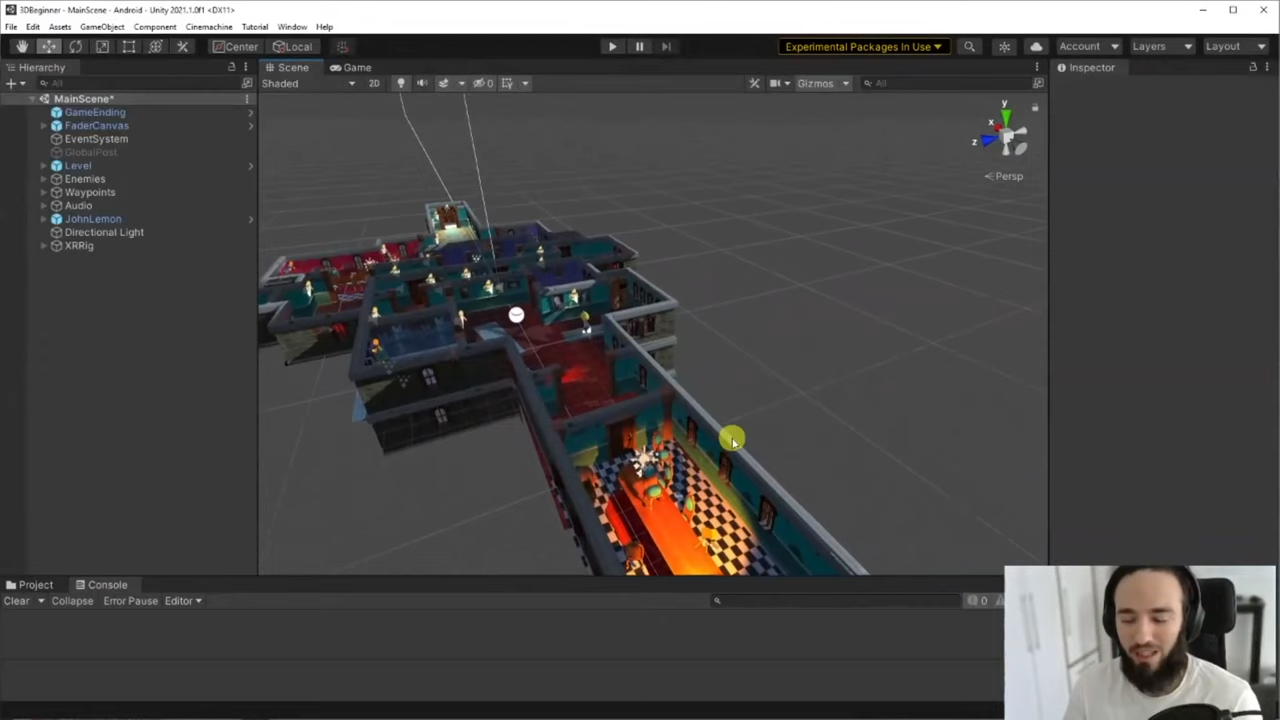 3DBeginner - MainScene - Android - Unity 2021.1.0f1 <DX11>
File Edit Assets GameObject Component Cinemachine Tutorial Window Help
Center Local Experimental Packages In Use Account Layers Layout
Hierarchy Scene Game Inspector
All Shaded 2D 0 Gizmos All
MainScene*
GameEnding
FaderCanvas
EventSystem
GlobalPost
Level
Enemies
Waypoints
Audio
JohnLemon
Directional Light
XRRig
y
x
z
Persp
Project Console
Clear Collapse Error Pause Editor 0